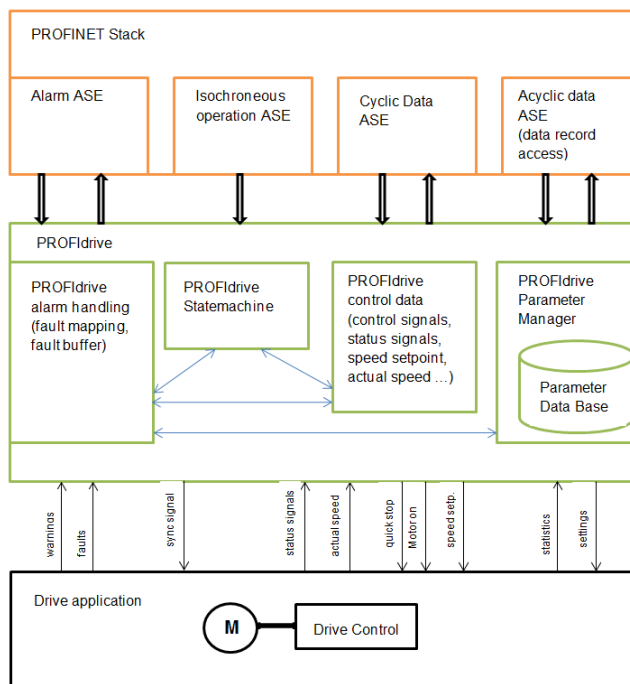 PROFINET Stack
Alarm ASE
Isochroneous
operation ASE
Cyclic Data
ASE
Acyclic data
ASE
(data record
access)
PROFIdrive
PROFIdrive
alarm handling
(fault mapping,
fault buffer)
PROFIdrive
Statemachine
PROFIdrive
control data
(control signals,
status signals,
speed setpoint,
actual speed ...)
PROFIdrive
Parameter
Manager
Parameter
Data Base
warnings
faults
sync signal
status signals
actual speed
quick stop
Motor on
speed setp.
statistics
settings
Drive application
M
Drive Control